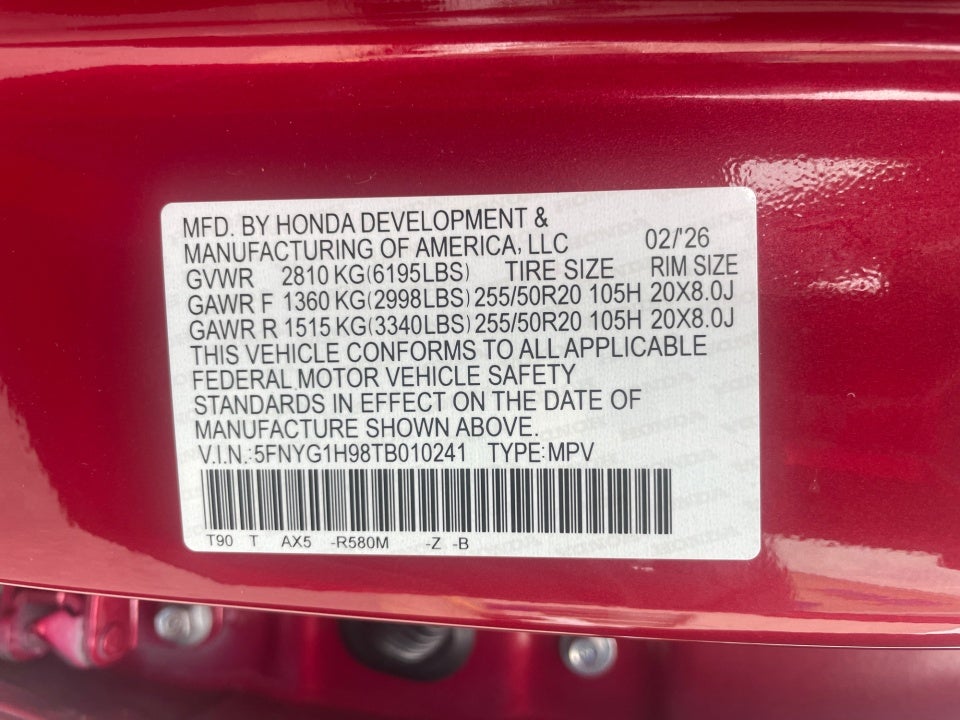 MFD. BY HONDA DEVELOPMENT &
MANUFACTURING OF AMERICA, LLC 02/'26
GVWR 2810 KG(6195LBS) TIRE SIZE RIM SIZE
GAWR F 1360 KG(2998LBS) 255/50R20 105H 20X8.0J
GAWR R 1515 KG(3340LBS) 255/50R20 105H 20X8.0J
THIS VEHICLE CONFORMS TO ALL APPLICABLE
FEDERAL MOTOR VEHICLE SAFETY
STANDARDS IN EFFECT ON THE DATE OF
MANUFACTURE SHOWN ABOVE.
V.I.N.:5FNYG1H98TB010241 TYPE:MPV
T90 T AX5 -R580M -Z -B